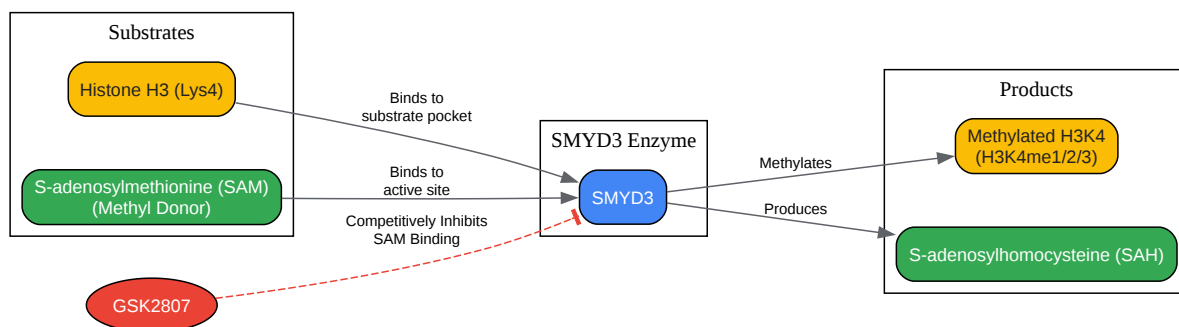 Substrates
Histone H3 (Lys4)
S-adenosylmethionine (SAM)
(Methyl Donor)
GSK2807
Binds to
substrate pocket
Binds to
active site
Competitively Inhibits
SAM Binding
SMYD3 Enzyme
SMYD3
Methylates
Produces
Products
Methylated H3K4
(H3K4me1/2/3)
S-adenosylhomocysteine (SAH)